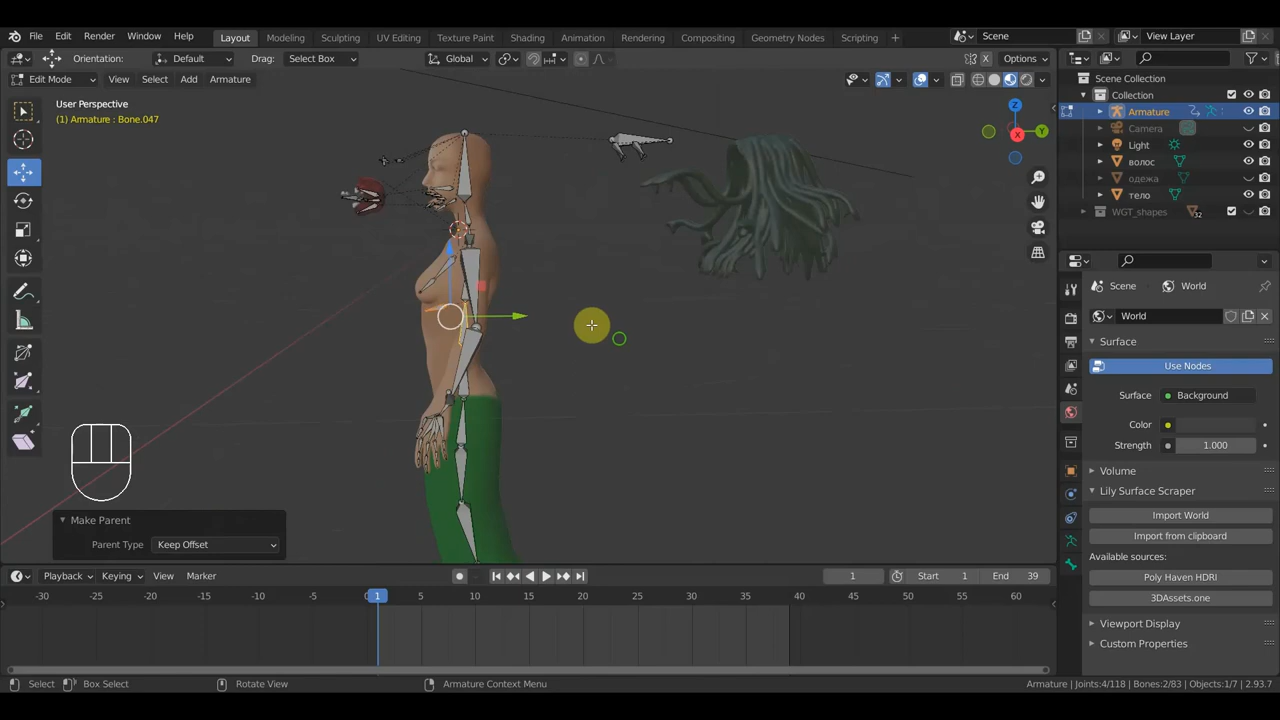 File Edit Render Window Help Layout Modeling Sculpting UV Editing Texture Paint Shading Animation Rendering Compositing Geometry Nodes Scripting + Scene View Layer
Orientation: Default Drag: Select Box Global Options
Edit Mode View Select Add Armature
Scene Collection
Collection
Armature
Camera
Light
волос
одежа
тело
WGT_shapes 32
User Perspective
(1) Armature : Bone.047
Z
Y
X
Scene World
World
Surface
Use Nodes
Surface Background
Color
Strength 1.000
Volume
Lily Surface Scraper
Import World
Import from clipboard
Available sources:
Poly Haven HDRI
3DAssets.one
Viewport Display
Custom Properties
Make Parent
Parent Type Keep Offset
Playback Keying View Marker 1 Start 1 End 39
-30 -25 -20 -15 -10 -5 1 5 10 15 20 25 30 35 40 45 50 55 60
Select Box Select Rotate View Armature Context Menu Armature | Joints:4/118 | Bones:2/83 | Objects:1/7 | 2.93.7